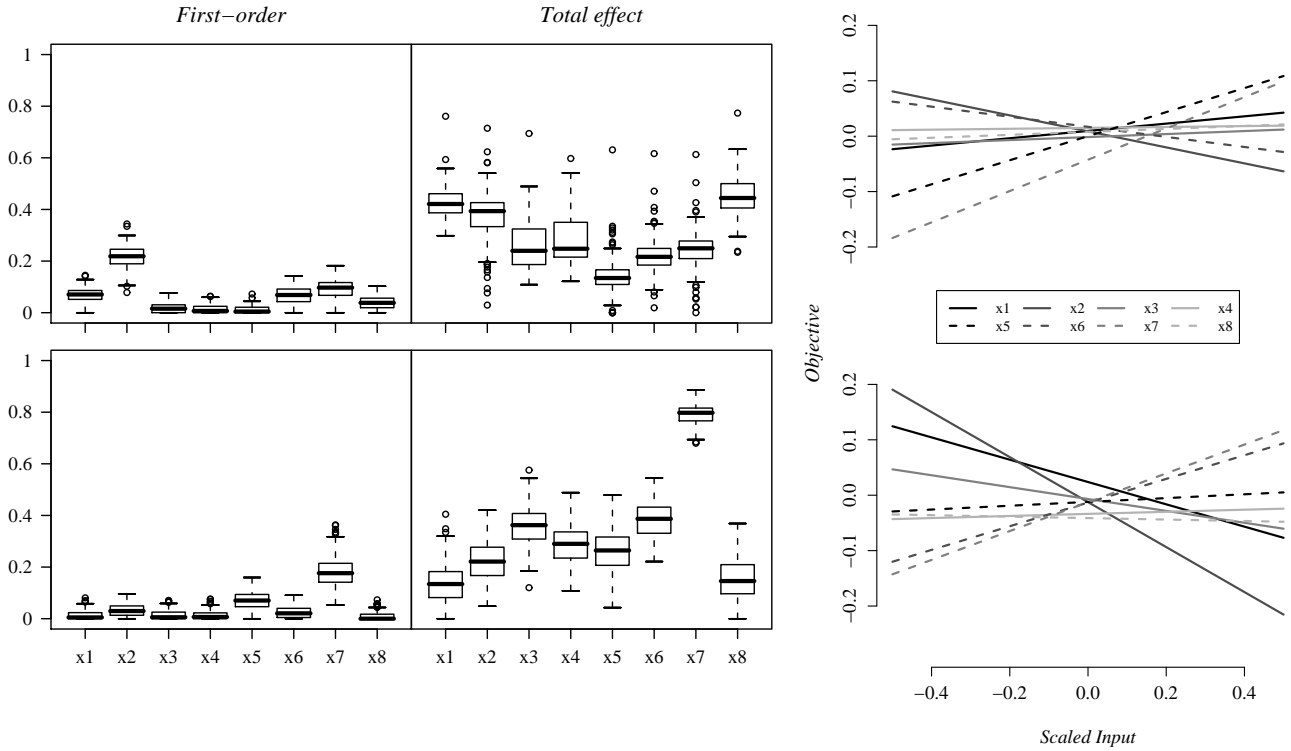 First−order
Total effect
1
0.8
0.6
0.4
0.2
0
1
0.8
0.6
0.4
0.2
0
x1 x2 x3 x4 x5 x6 x7 x8
x1 x2 x3 x4 x5 x6 x7 x8
0.2
0.1
0.0
−0.1
−0.2
x1 x2 x3 x4
x5 x6 x7 x8
Objective
0.2
0.1
0.0
−0.1
−0.2
−0.4 −0.2 0.0 0.2 0.4
Scaled Input